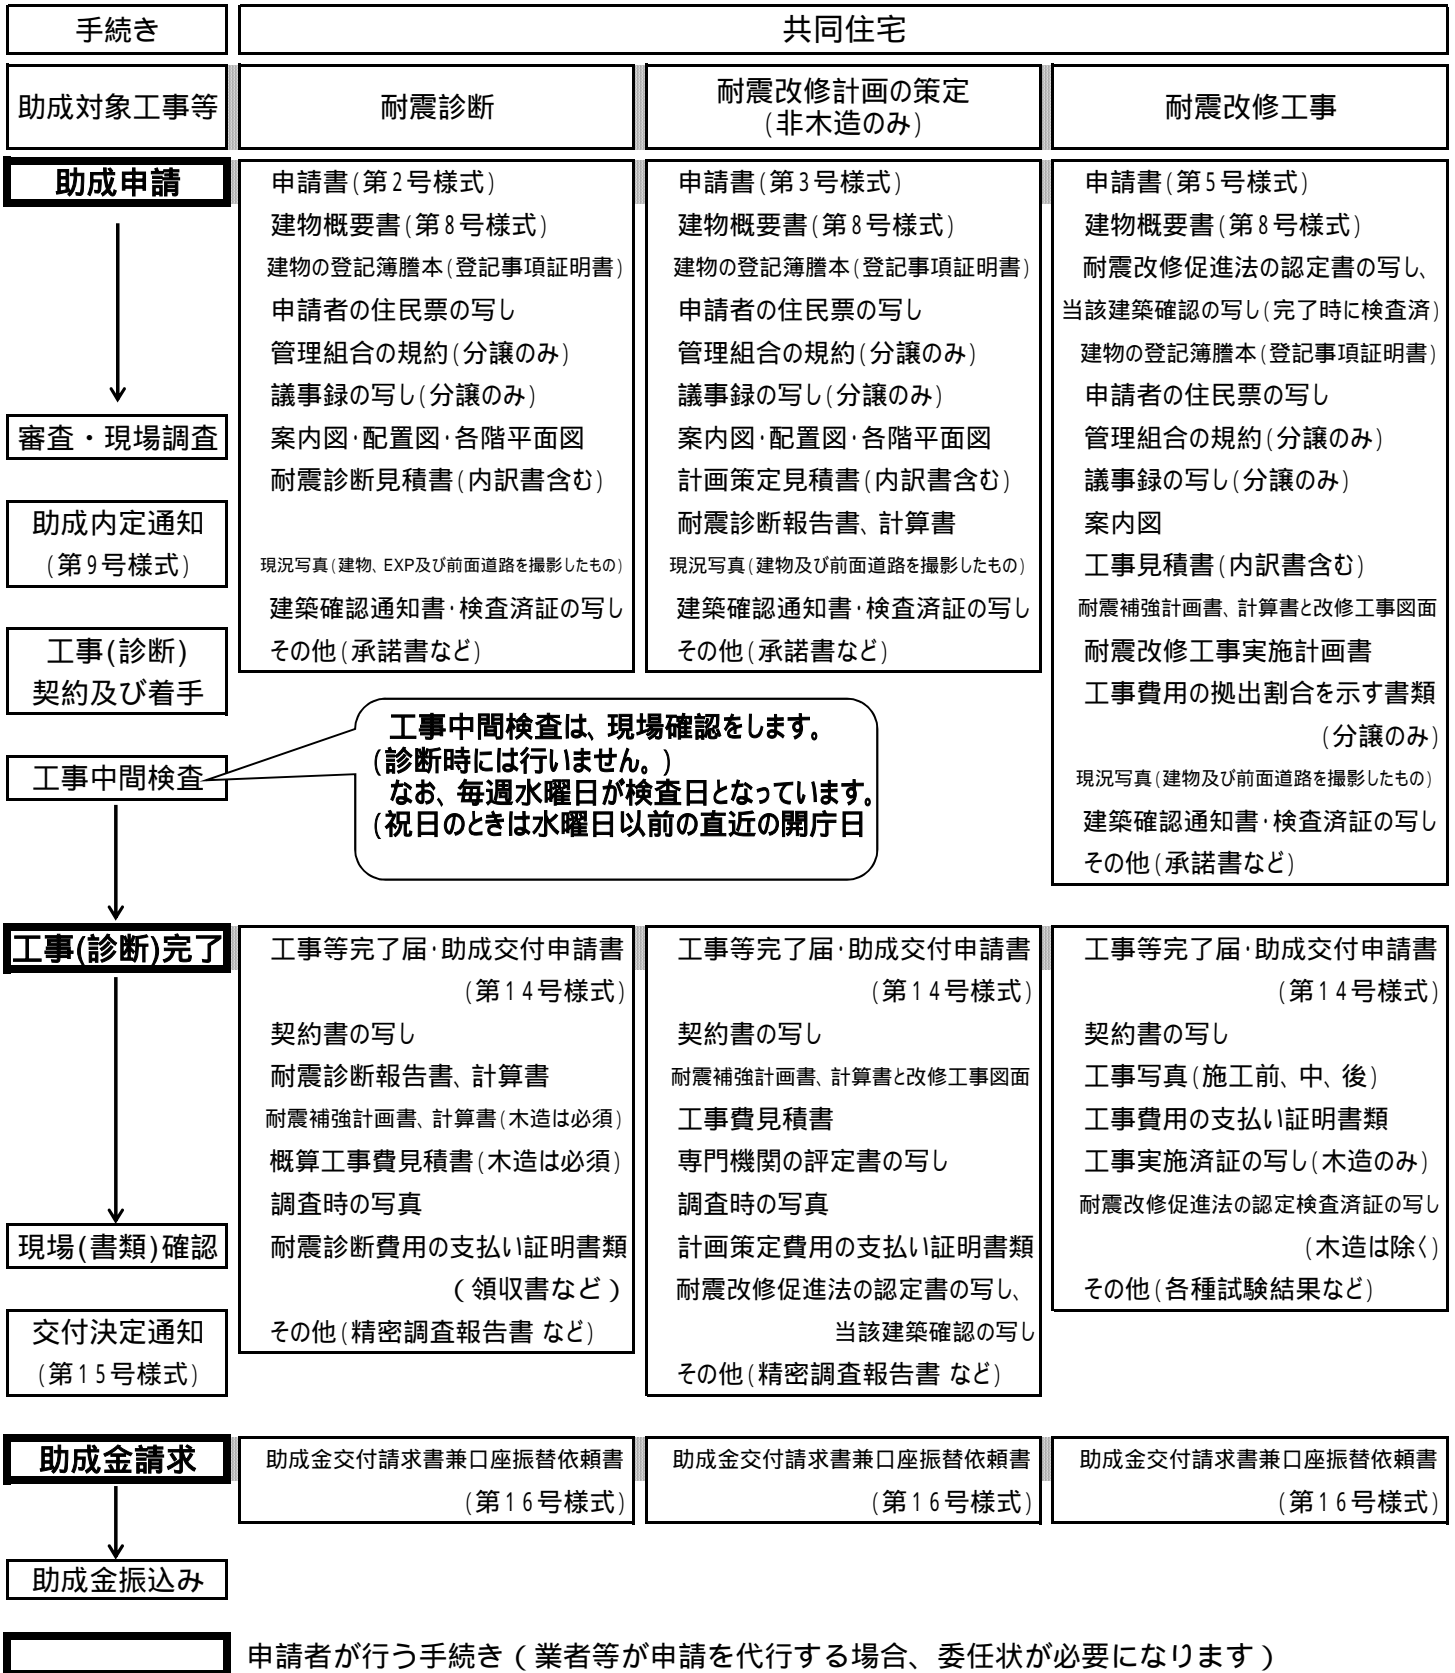 手続き
共同住宅
助成対象工事等
耐震診断
耐震改修計画の策定
(非木造のみ)
耐震改修工事
助成申請
審査・現場調査
助成内定通知
(第9号様式)
工事(診断)
契約及び着手
工事中間検査
申請書(第2号様式)
建物概要書(第8号様式)
建物の登記簿謄本(登記事項証明書)
申請者の住民票の写し
管理組合の規約(分譲のみ)
議事録の写し(分譲のみ)
案内図・配置図・各階平面図
耐震診断見積書(内訳書含む)
現況写真(建物、EXP及び前面道路を撮影したもの)
建築確認通知書・検査済証の写し
その他(承諾書など)
申請書(第3号様式)
建物概要書(第8号様式)
建物の登記簿謄本(登記事項証明書)
申請者の住民票の写し
管理組合の規約(分譲のみ)
議事録の写し(分譲のみ)
案内図・配置図・各階平面図
計画策定見積書(内訳書含む)
耐震診断報告書、計算書
現況写真(建物及び前面道路を撮影したもの)
建築確認通知書・検査済証の写し
その他(承諾書など)
申請書(第5号様式)
建物概要書(第8号様式)
耐震改修促進法の認定書の写し、
当該建築確認の写し(完了時に検査済)
建物の登記簿謄本(登記事項証明書)
申請者の住民票の写し
管理組合の規約(分譲のみ)
議事録の写し(分譲のみ)
案内図
工事見積書(内訳書含む)
耐震補強計画書、計算書と改修工事図面
耐震改修工事実施計画書
工事費用の拠出割合を示す書類
(分譲のみ)
現況写真(建物及び前面道路を撮影したもの)
建築確認通知書・検査済証の写し
その他(承諾書など)
工事中間検査は、現場確認をします。
(診断時には行いません。)
なお、毎週水曜日が検査日となっています。
(祝日のときは水曜日以前の直近の開庁日
工事(診断)完了
現場(書類)確認
交付決定通知
(第15号様式)
工事等完了届・助成交付申請書
(第14号様式)
契約書の写し
耐震診断報告書、計算書
耐震補強計画書、計算書(木造は必須)
概算工事費見積書(木造は必須)
調査時の写真
耐震診断費用の支払い証明書類
(領収書など)
その他(精密調査報告書 など)
工事等完了届・助成交付申請書
(第14号様式)
契約書の写し
耐震補強計画書、計算書と改修工事図面
工事費見積書
専門機関の評定書の写し
調査時の写真
計画策定費用の支払い証明書類
耐震改修促進法の認定書の写し、
当該建築確認の写し
その他(精密調査報告書 など)
工事等完了届・助成交付申請書
(第14号様式)
契約書の写し
工事写真(施工前、中、後)
工事費用の支払い証明書類
工事実施済証の写し(木造のみ)
耐震改修促進法の認定検査済証の写し
(木造は除く)
その他(各種試験結果など)
助成金請求
助成金交付請求書兼口座振替依頼書
(第16号様式)
助成金交付請求書兼口座振替依頼書
(第16号様式)
助成金交付請求書兼口座振替依頼書
(第16号様式)
助成金振込み
申請者が行う手続き(業者等が申請を代行する場合、委任状が必要になります)